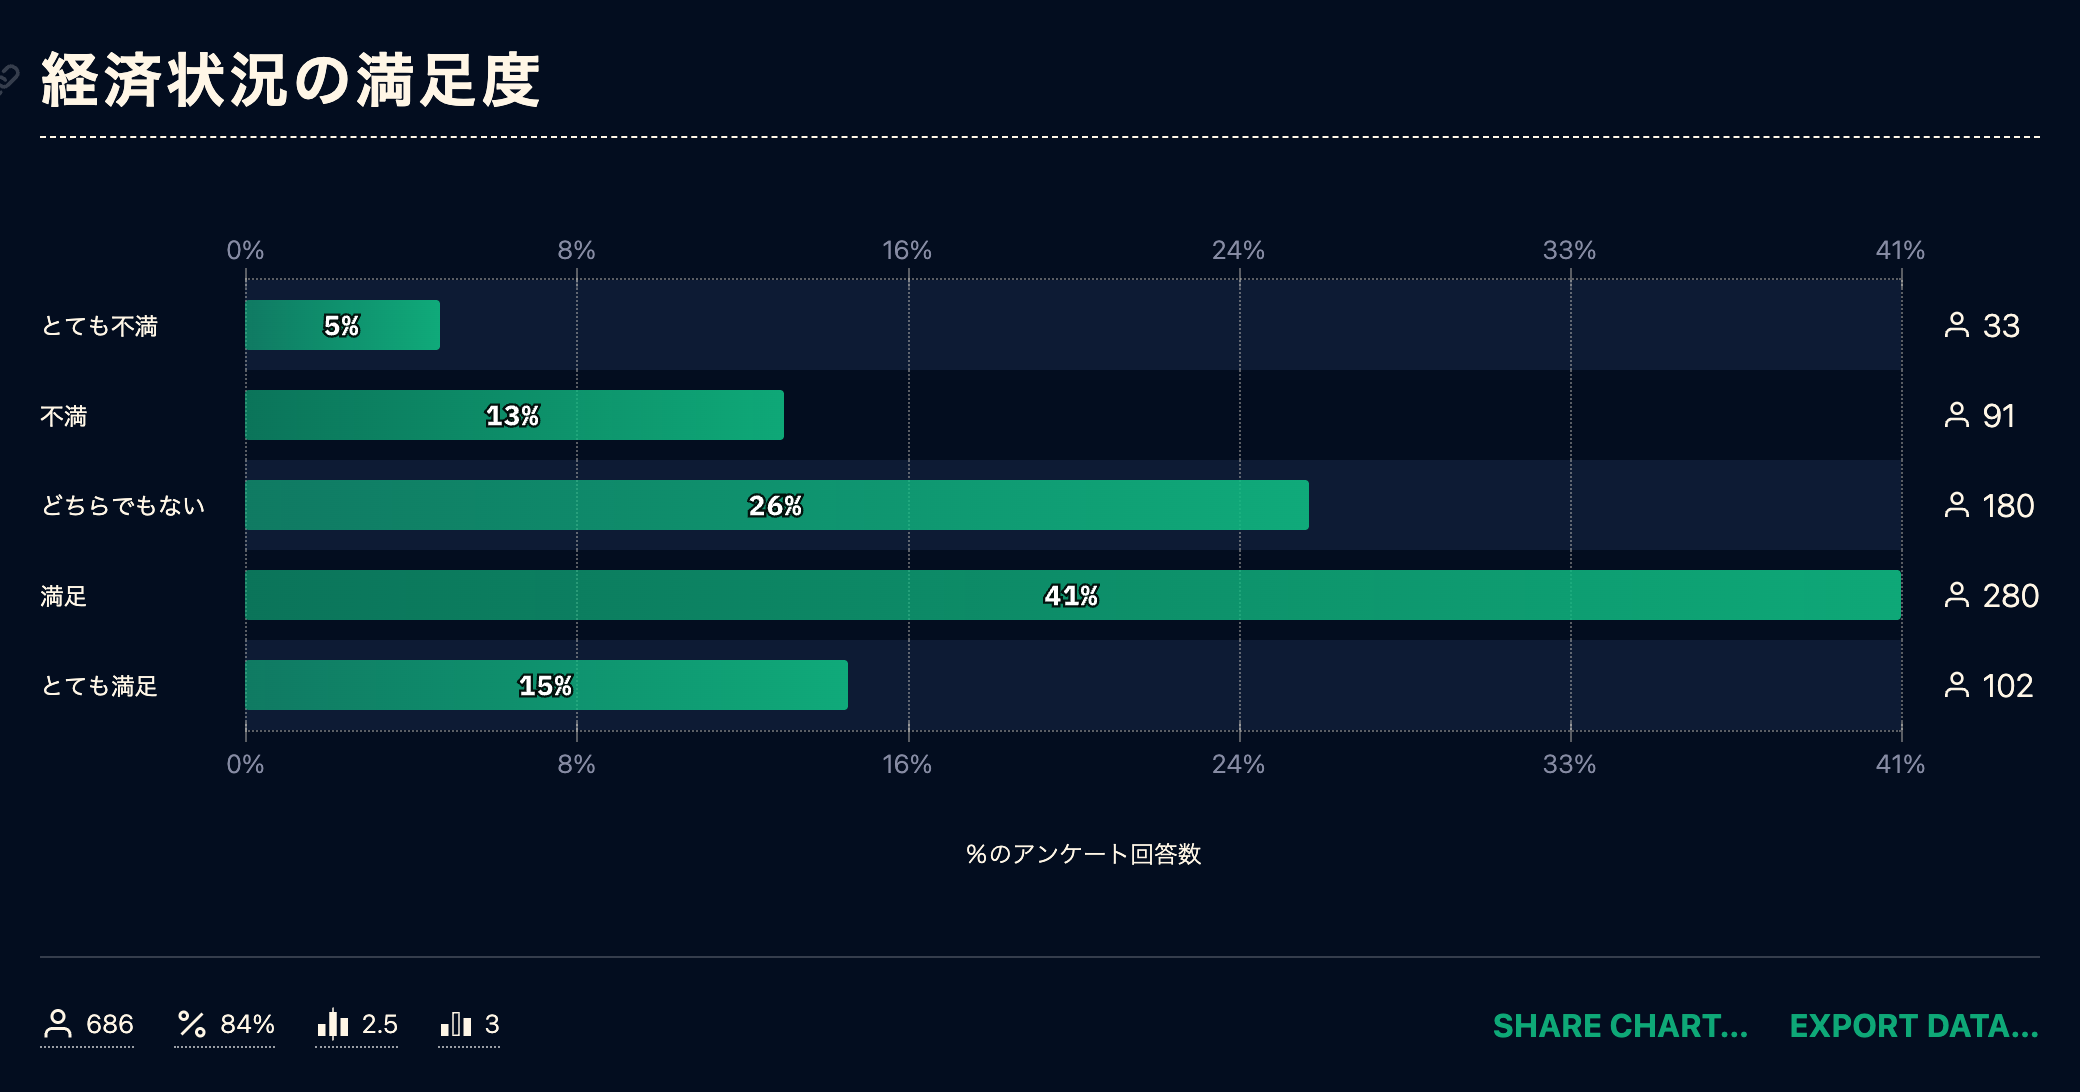 経済状況の満足度
0% 8% 16% 24% 33% 41%
とても不満 5% 33
不満 13% 91
どちらでもない 26% 180
満足 41% 280
とても満足 15% 102
0% 8% 16% 24% 33% 41%
%のアンケート回答数
686 84% 2.5 3 SHARE CHART... EXPORT DATA...